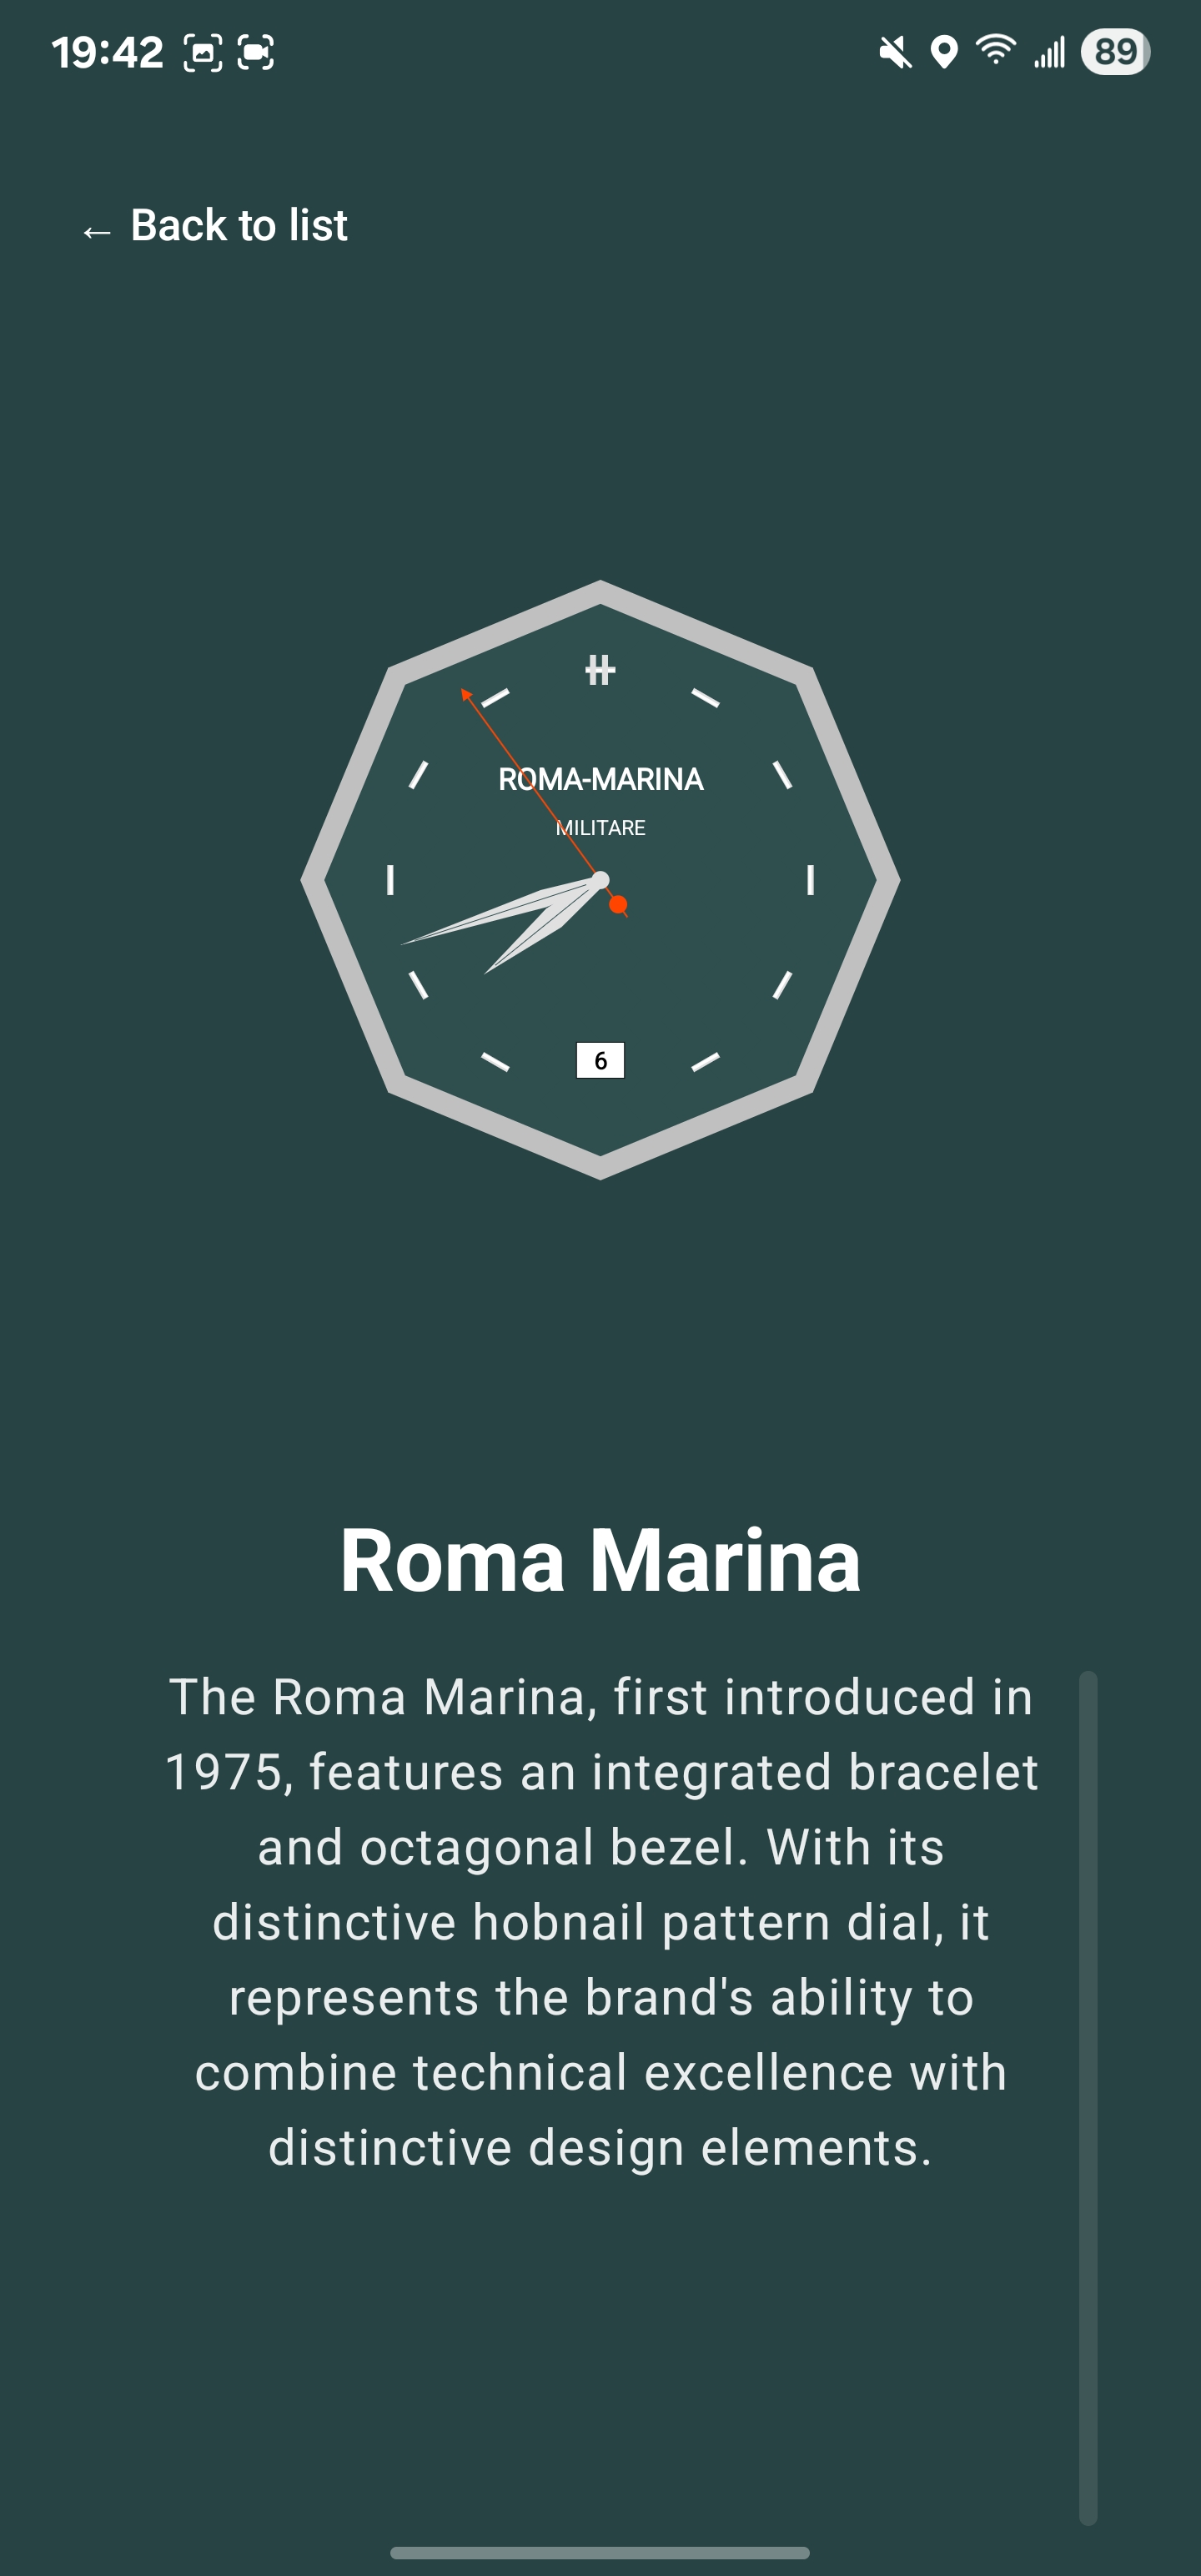 19:42
89
← Back to list
ROMA-MARINA
MILITARE
6
Roma Marina
The Roma Marina, first introduced in
1975, features an integrated bracelet
and octagonal bezel. With its
distinctive hobnail pattern dial, it
represents the brand's ability to
combine technical excellence with
distinctive design elements.